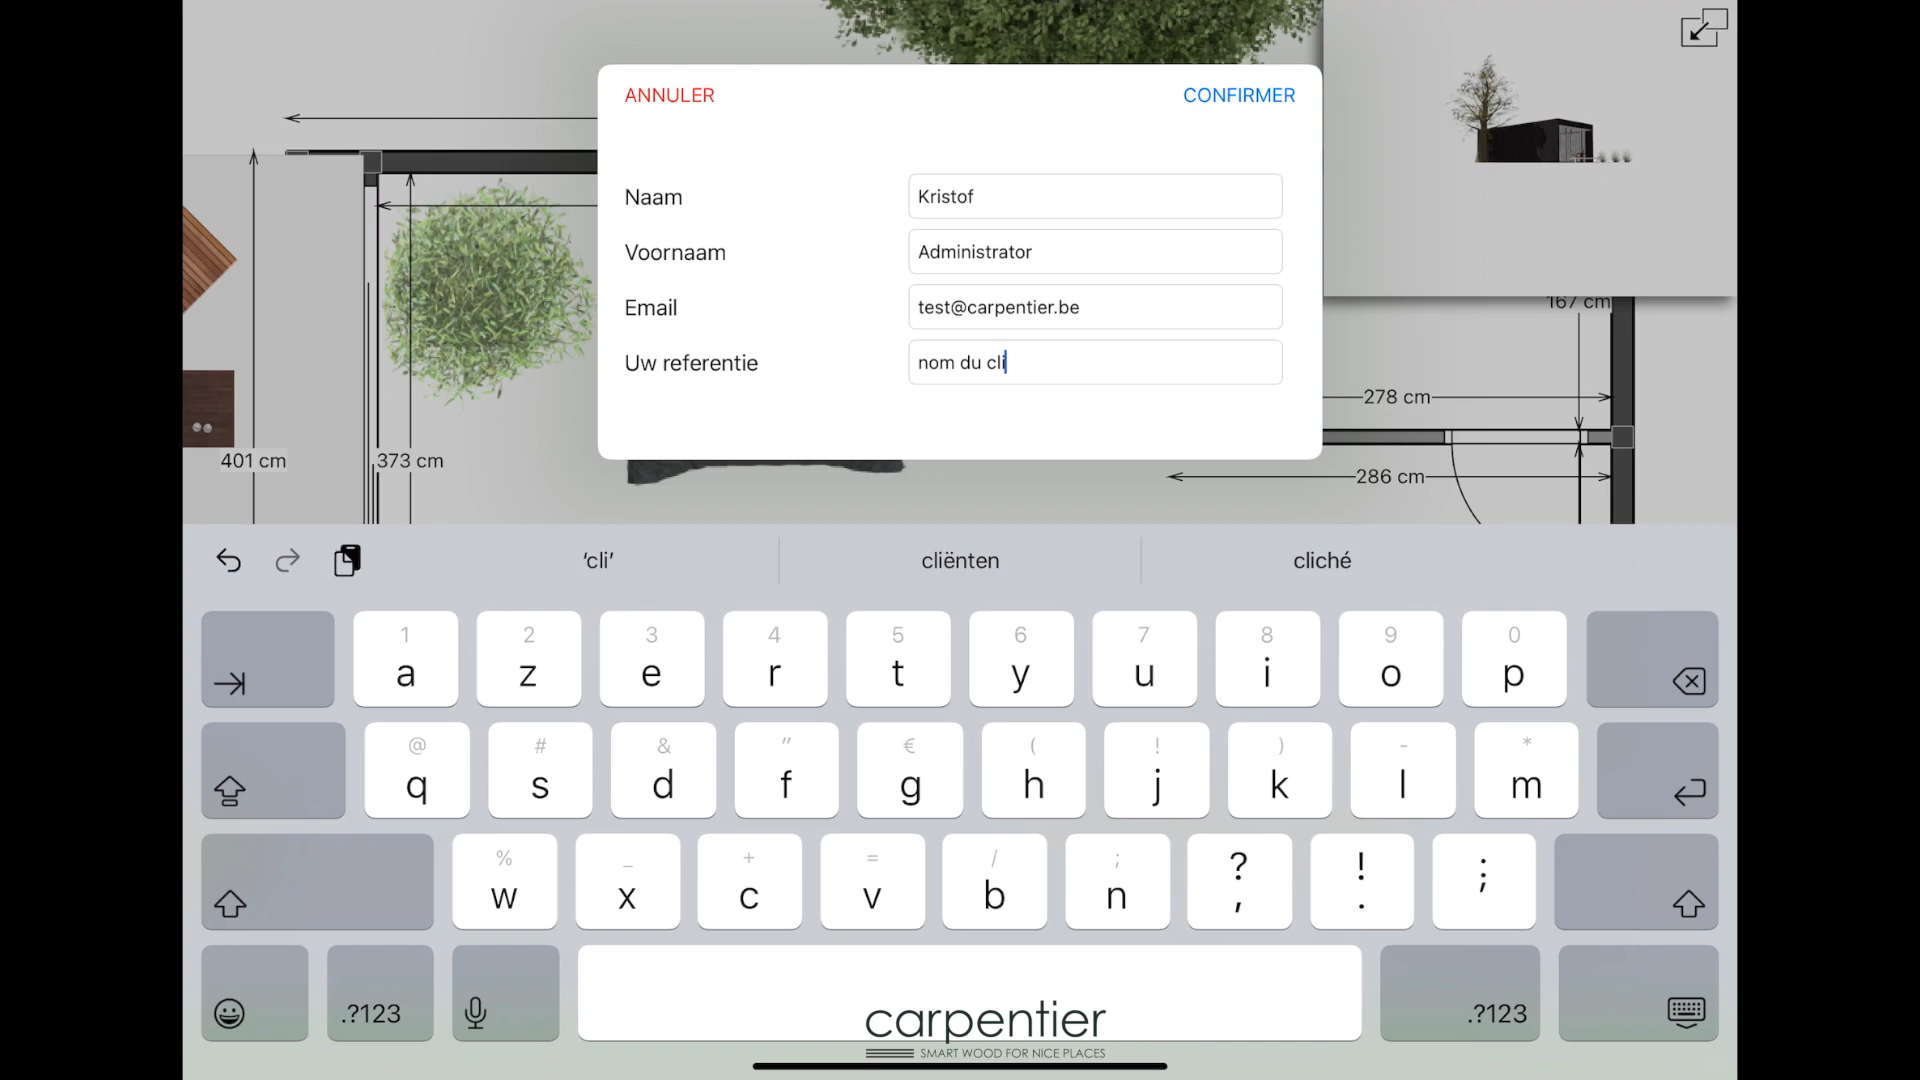 ANNULER CONFIRMER
Naam Kristof
Voornaam Administrator
Email test@carpentier.be
Uw referentie nom du cli
167 cm
278 cm
401 cm 373 cm
286 cm
‘cli’ cliënten cliché
1 2 3 4 5 6 7 8 9 0
a z e r t y u i o p
@ # & " € ( ! ) - *
q s d f g h j k l m
% _ + = / ; ? !
w x c v b n , . ;
.?123 .?123
carpentier
SMART WOOD FOR NICE PLACES